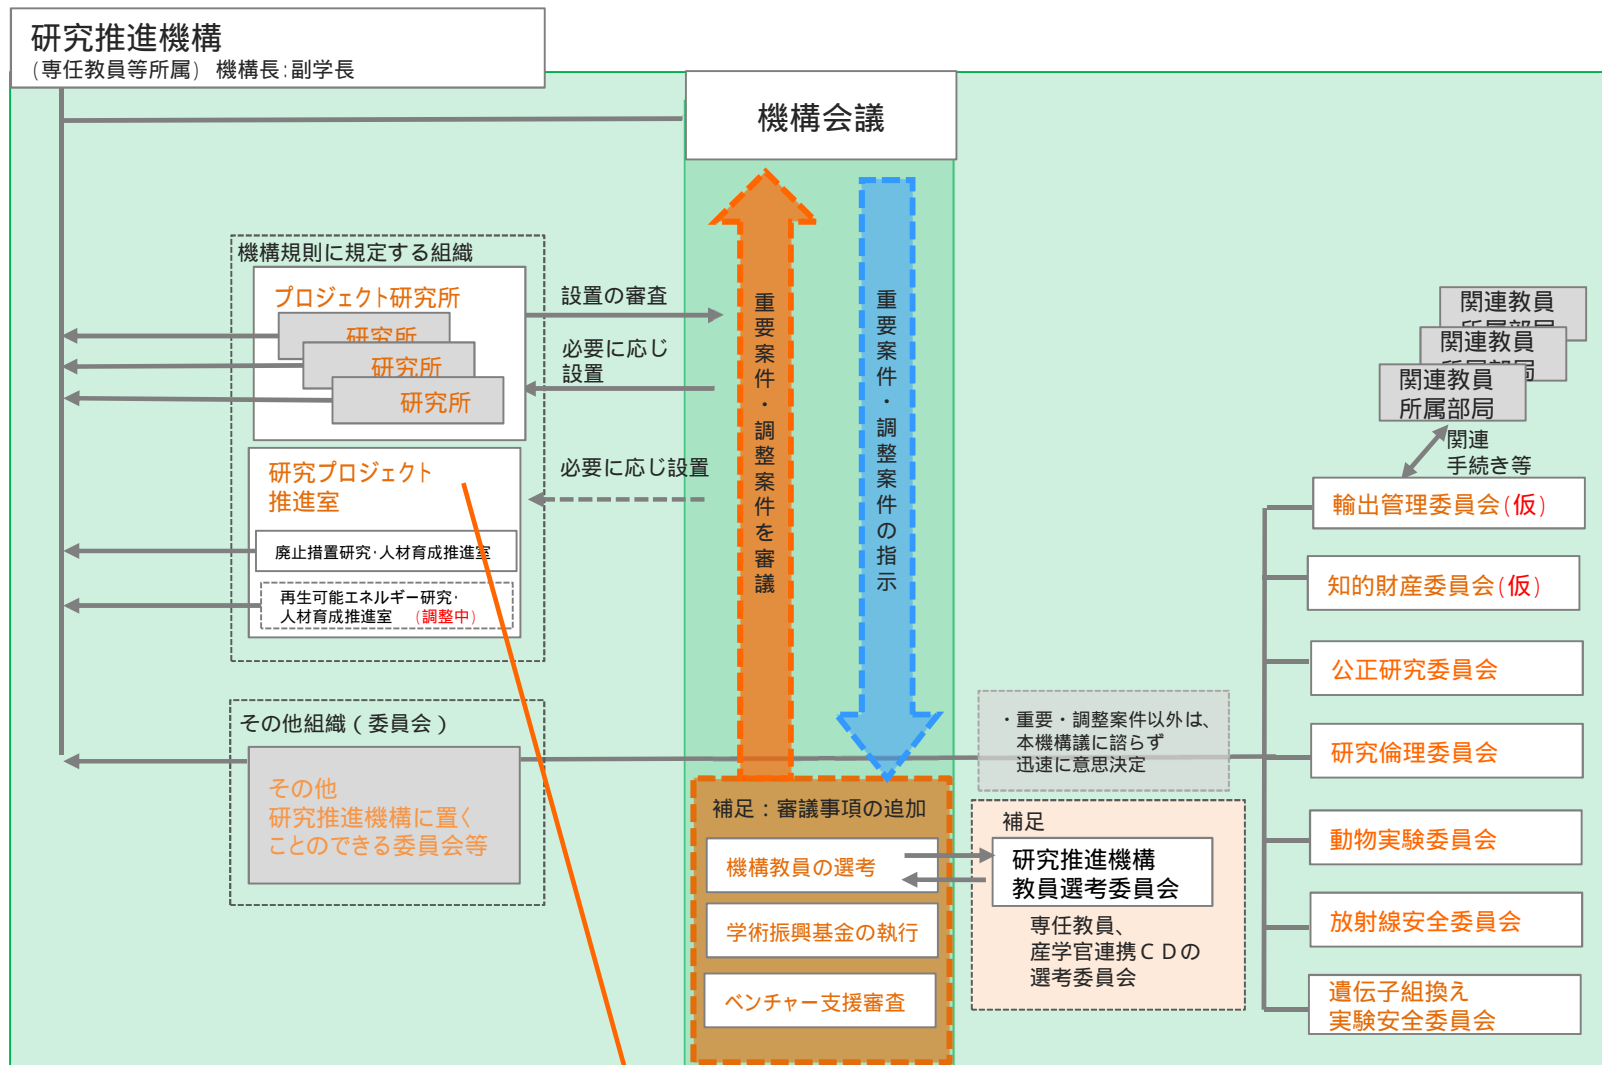 研究推進機構
(専任教員等所属) 機構長:副学長
機構会議
機構規則に規定する組織
プロジェクト研究所
研究所
研究所
研究所
設置の審査
必要に応じ
設置
研究プロジェクト
推進室
必要に応じ設置
廃止措置研究・人材育成推進室
再生可能エネルギー研究・
人材育成推進室 (調整中)
重要案件・調整案件を審議
重要案件・調整案件の指示
その他組織（委員会）
その他
研究推進機構に置く
ことのできる委員会等
・重要・調整案件以外は、
本機構議に諮らず
迅速に意思決定
補足：審議事項の追加
機構教員の選考
学術振興基金の執行
ベンチャー支援審査
補足
研究推進機構
教員選考委員会
専任教員、
産学官連携ＣＤの
選考委員会
関連教員
所属部局
関連教員
所属部局
関連教員
所属部局
関連
手続き等
輸出管理委員会(仮)
知的財産委員会(仮)
公正研究委員会
研究倫理委員会
動物実験委員会
放射線安全委員会
遺伝子組換え
実験安全委員会